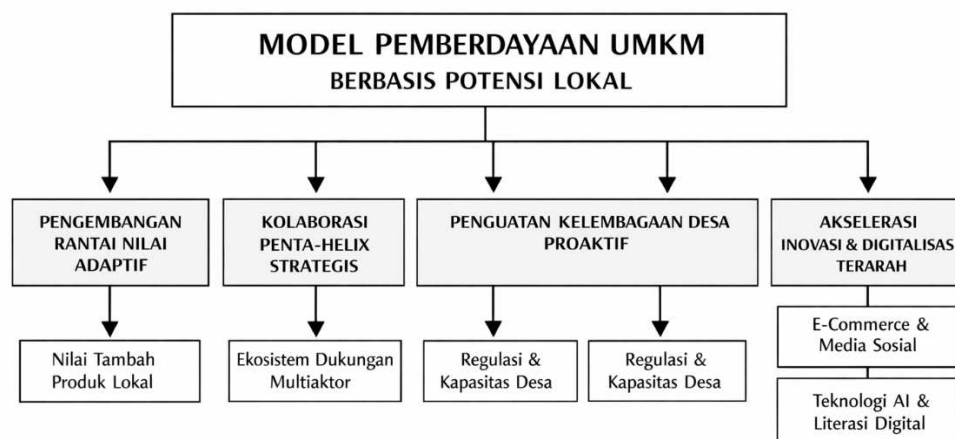 MODEL PEMBERDAYAAN UMKM
BERBASIS POTENSI LOKAL
PENGEMBANGAN
RANTAI NILAI
ADAPTIF
KOLABORASI
PENTA-HELIX
STRATEGIS
PENGUATAN KELEMBAGAAN DESA
PROAKTIF
AKSELERASI
INOVASI & DIGITALISAS
TERARAH
Nilai Tambah
Produk Lokal
Ekosistem Dukungan
Multiaktor
Regulasi &
Kapasitas Desa
Regulasi &
Kapasitas Desa
E-Commerce &
Media Sosial
Teknologi AI &
Literasi Digital